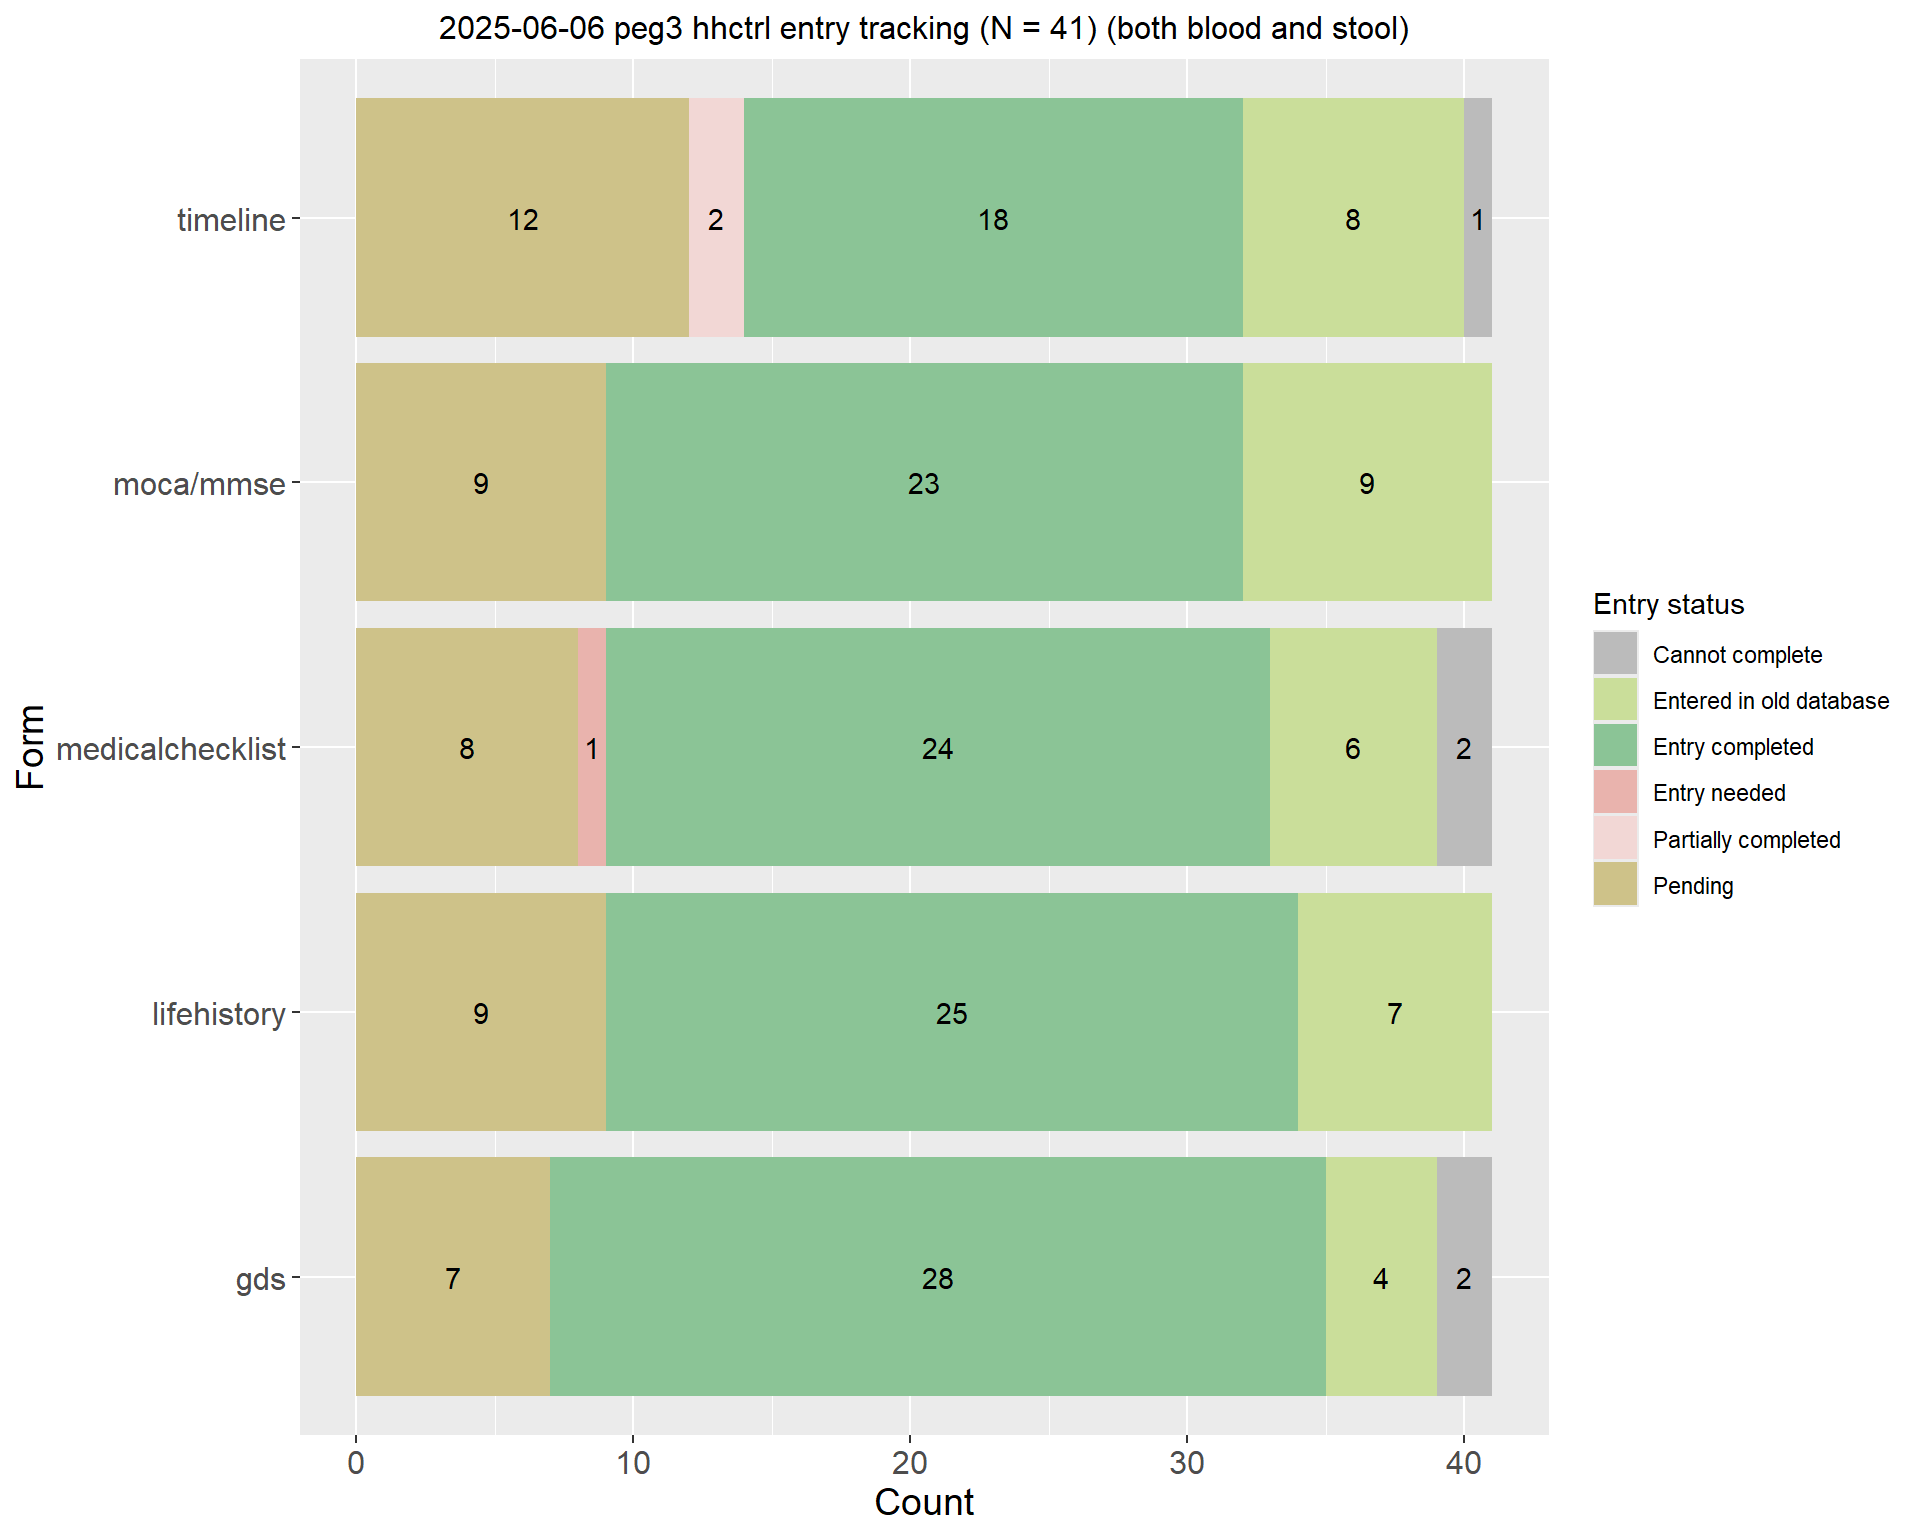 2025-06-06 peg3 hhctrl entry tracking (N = 41) (both blood and stool)
Form
timeline
12 2 18 8 1
moca/mmse
9 23 9
medicalchecklist
8 1 24 6 2
lifehistory
9 25 7
gds
7 28 4 2
0 10 20 30 40
Count
Entry status
Cannot complete
Entered in old database
Entry completed
Entry needed
Partially completed
Pending